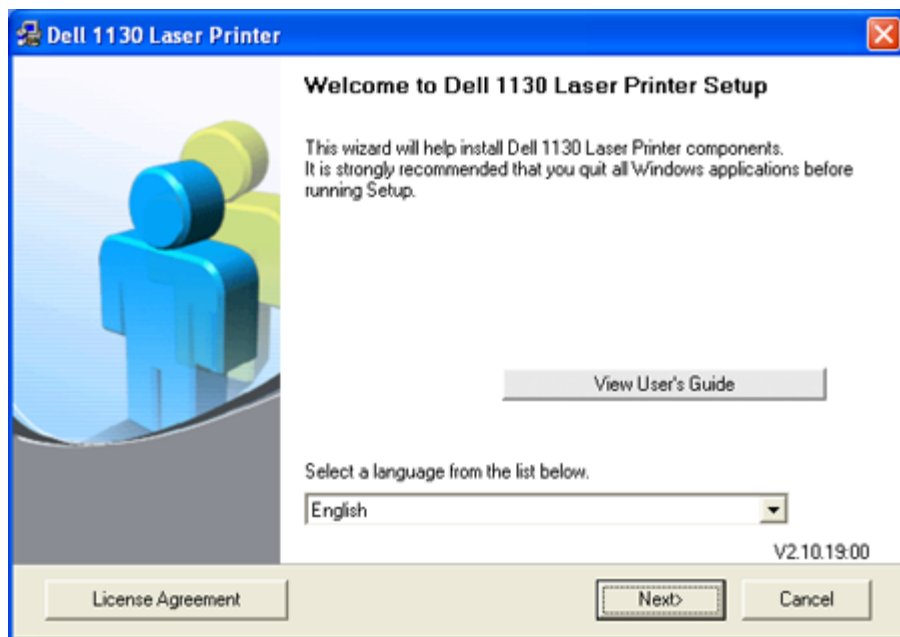 Dell 1130 Laser Printer
Welcome to Dell 1130 Laser Printer Setup
This wizard will help install Dell 1130 Laser Printer components.
It is strongly recommended that you quit all Windows applications before
running Setup.
View User's Guide
Select a language from the list below.
English
V2.10.19:00
License Agreement
Next>
Cancel